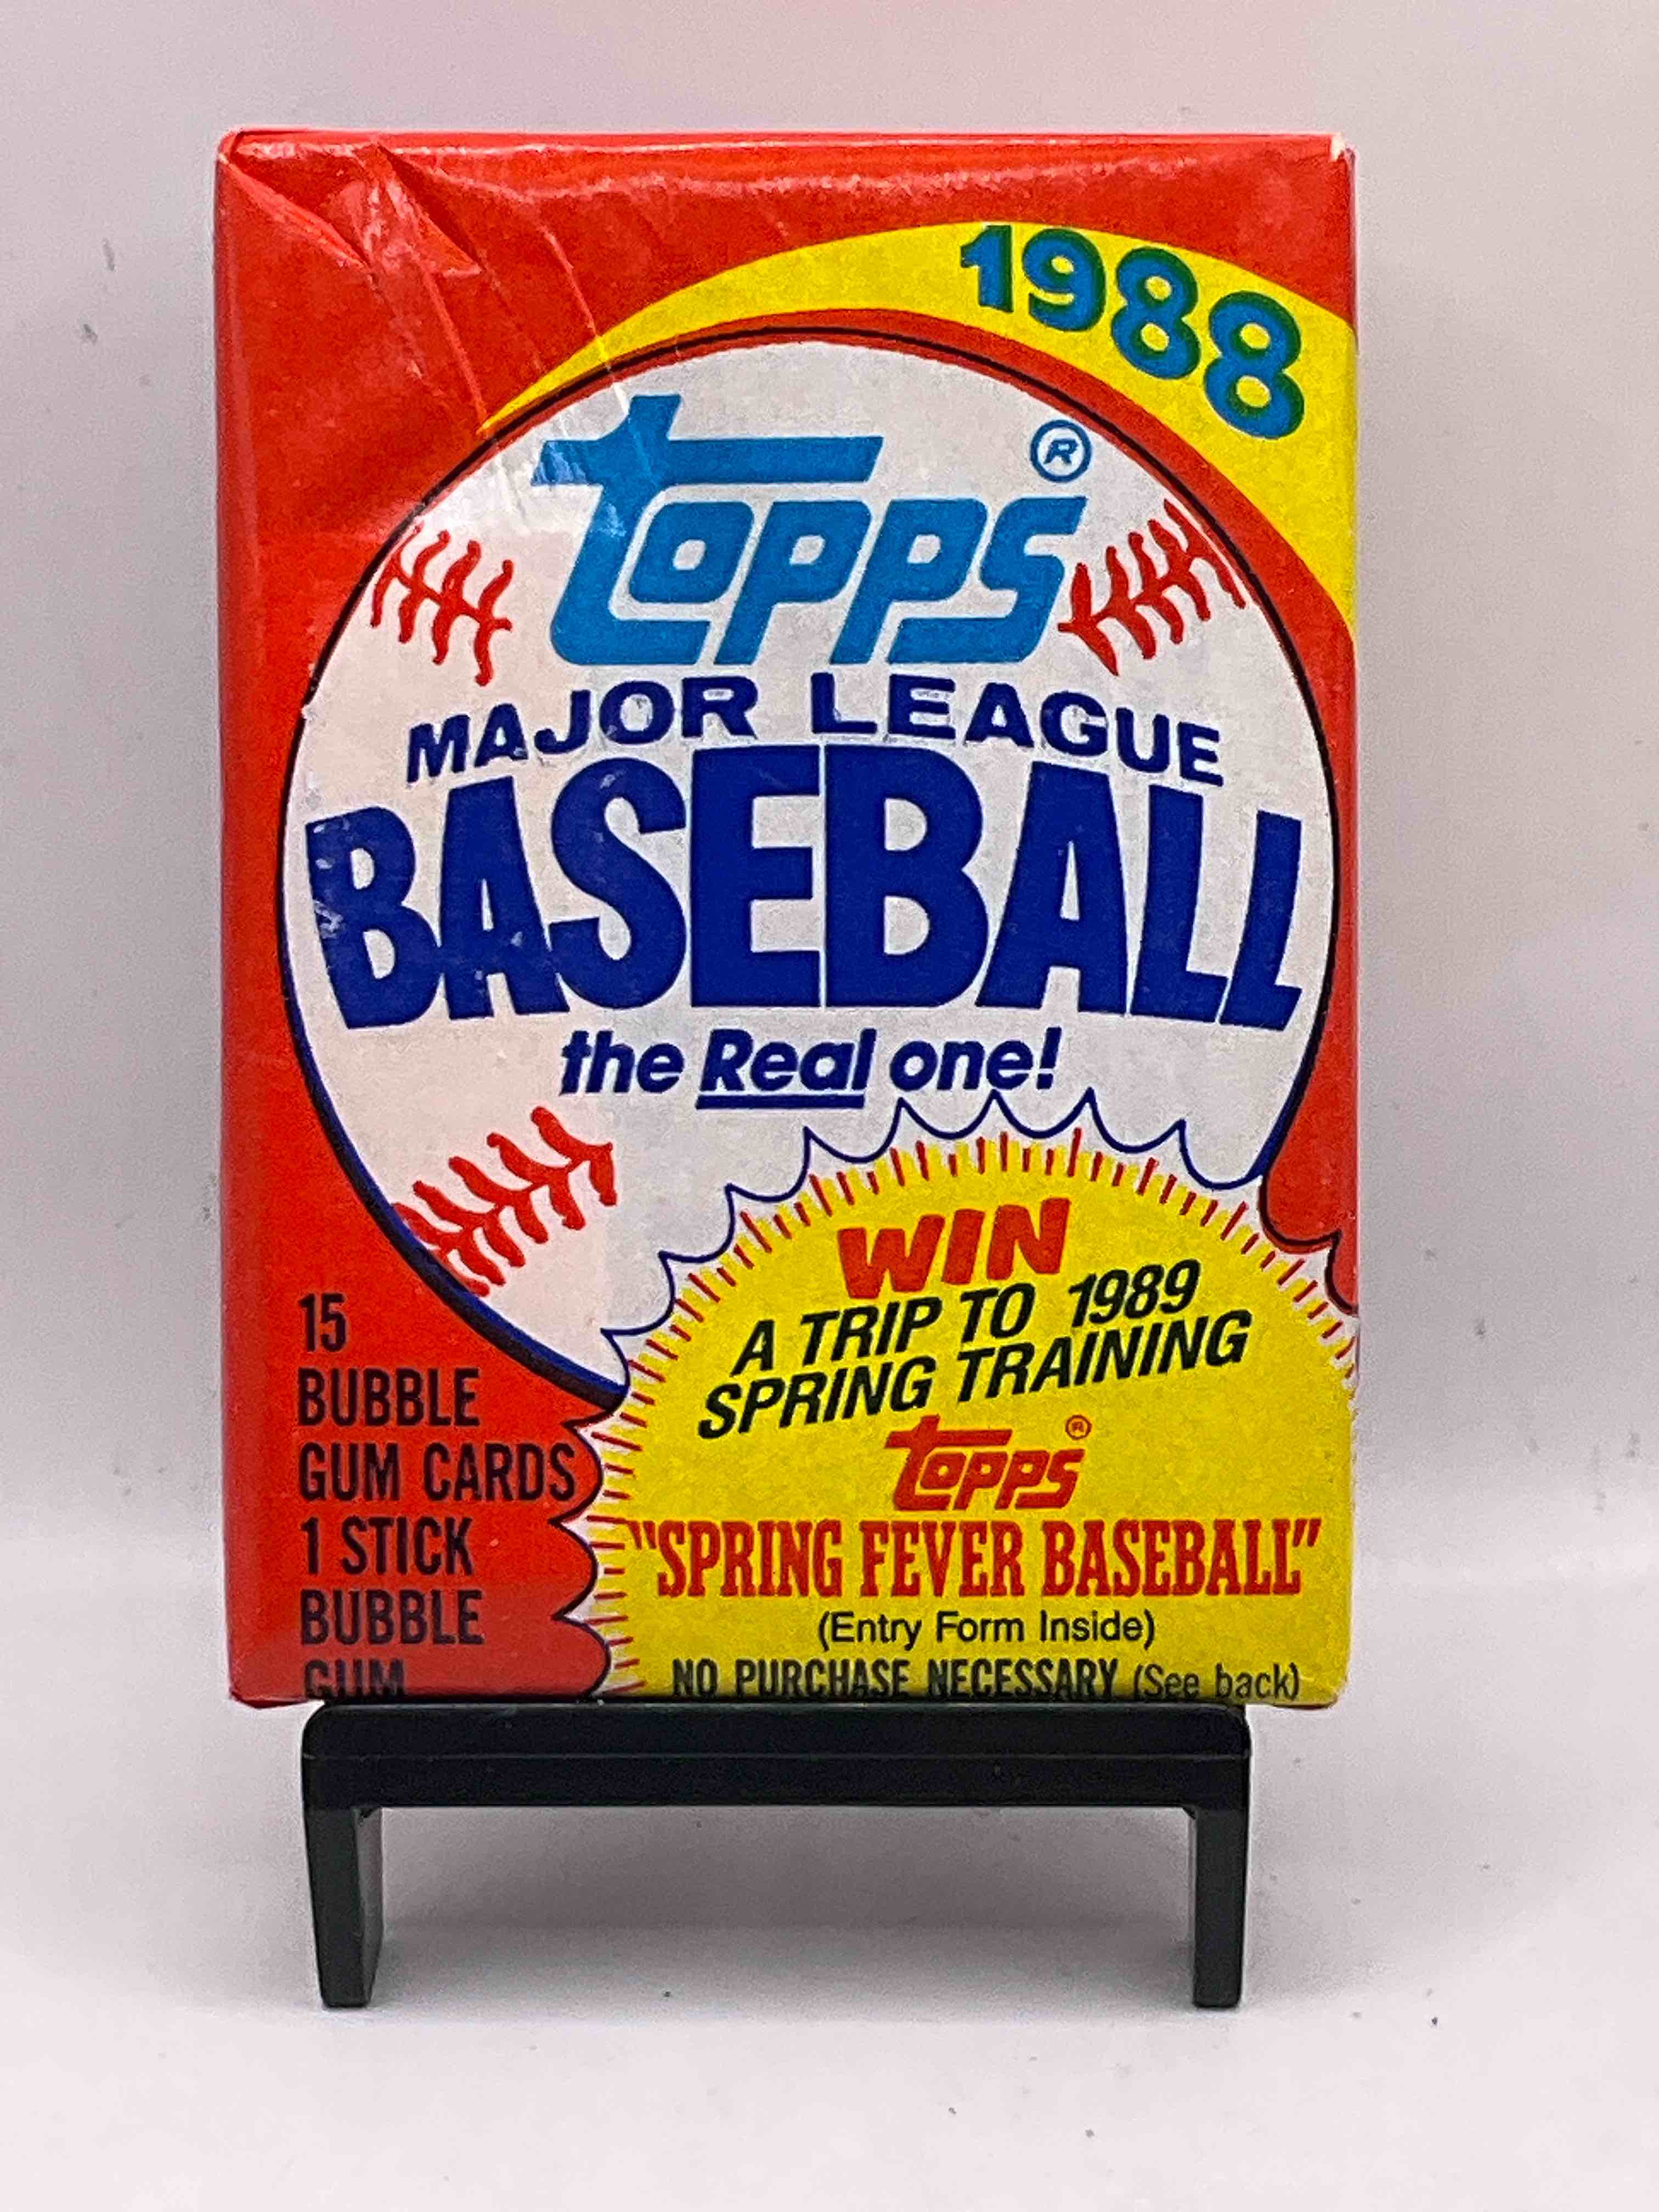 1988
topps®
MAJOR LEAGUE
BASEBALL
the Real one!
15
BUBBLE
GUM CARDS
1 STICK
BUBBLE
GUM
WIN
A TRIP TO 1989
SPRING TRAINING
topps®
"SPRING FEVER BASEBALL"
(Entry Form Inside)
NO PURCHASE NECESSARY (See back)